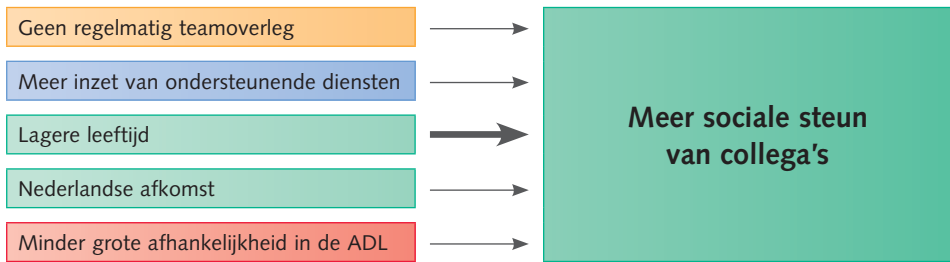 Geen regelmatig teamoverleg
Meer inzet van ondersteunende diensten
Lagere leeftijd
Nederlandse afkomst
Minder grote afhankelijkheid in de ADL
Meer sociale steun
van collega's